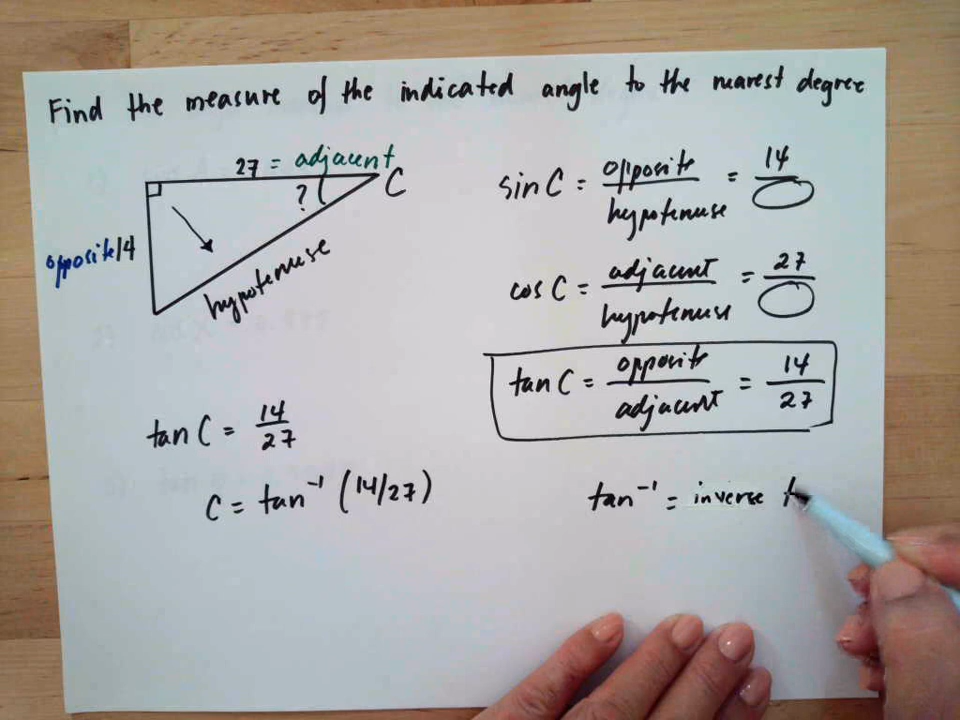 Find the measure of the indicated angle to the nearest degree
27 = adjacent
C
?
opposite 14
hypotenuse
sin C = opposite/hypotenuse = 14/
cos C = adjacent/hypotenuse = 27/
tan C = opposite/adjacent = 14/27
tan C = 14/27
C = tan⁻¹ (14/27)
tan⁻¹ = inverse t